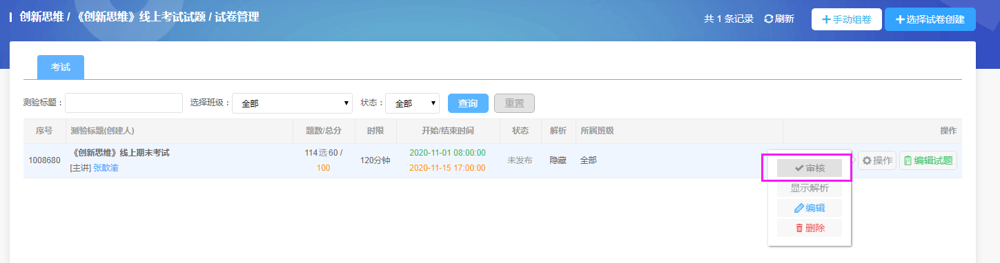 创新思维 / 《创新思维》线上考试试题 / 试卷管理
共 1 条记录 刷新 手动组卷 选择试卷创建
考试
测验标题： 选择班级： 全部 状态： 全部 查询 重置
序号 测验标题(创建人) 题数/总分 时限 开始/结束时间 状态 解析 所属班级 操作
1008680 《创新思维》线上期末考试 114选60 / 120分钟 2020-11-01 08:00:00 未发布 隐藏 全部 操作 编辑试题
[主讲] 张歆渝 100 2020-11-15 17:00:00
审核
显示解析
编辑
删除